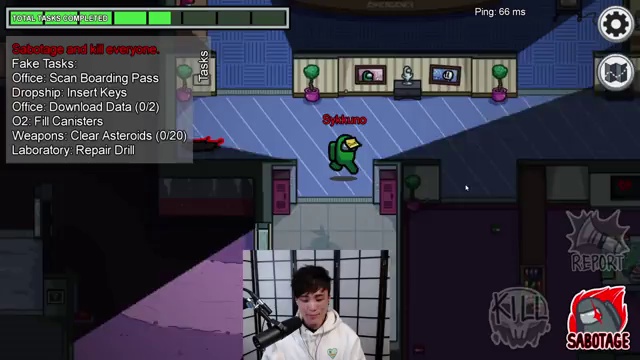 TOTAL TASKS COMPLETED
Ping: 66 ms
Sabotage and kill everyone.
Fake Tasks:
Office: Scan Boarding Pass
Dropship: Insert Keys
Office: Download Data (0/2)
O2: Fill Canisters
Weapons: Clear Asteroids (0/20)
Laboratory: Repair Drill
Tasks
Sykkuno
REPORT
KILL
SABOTAGE